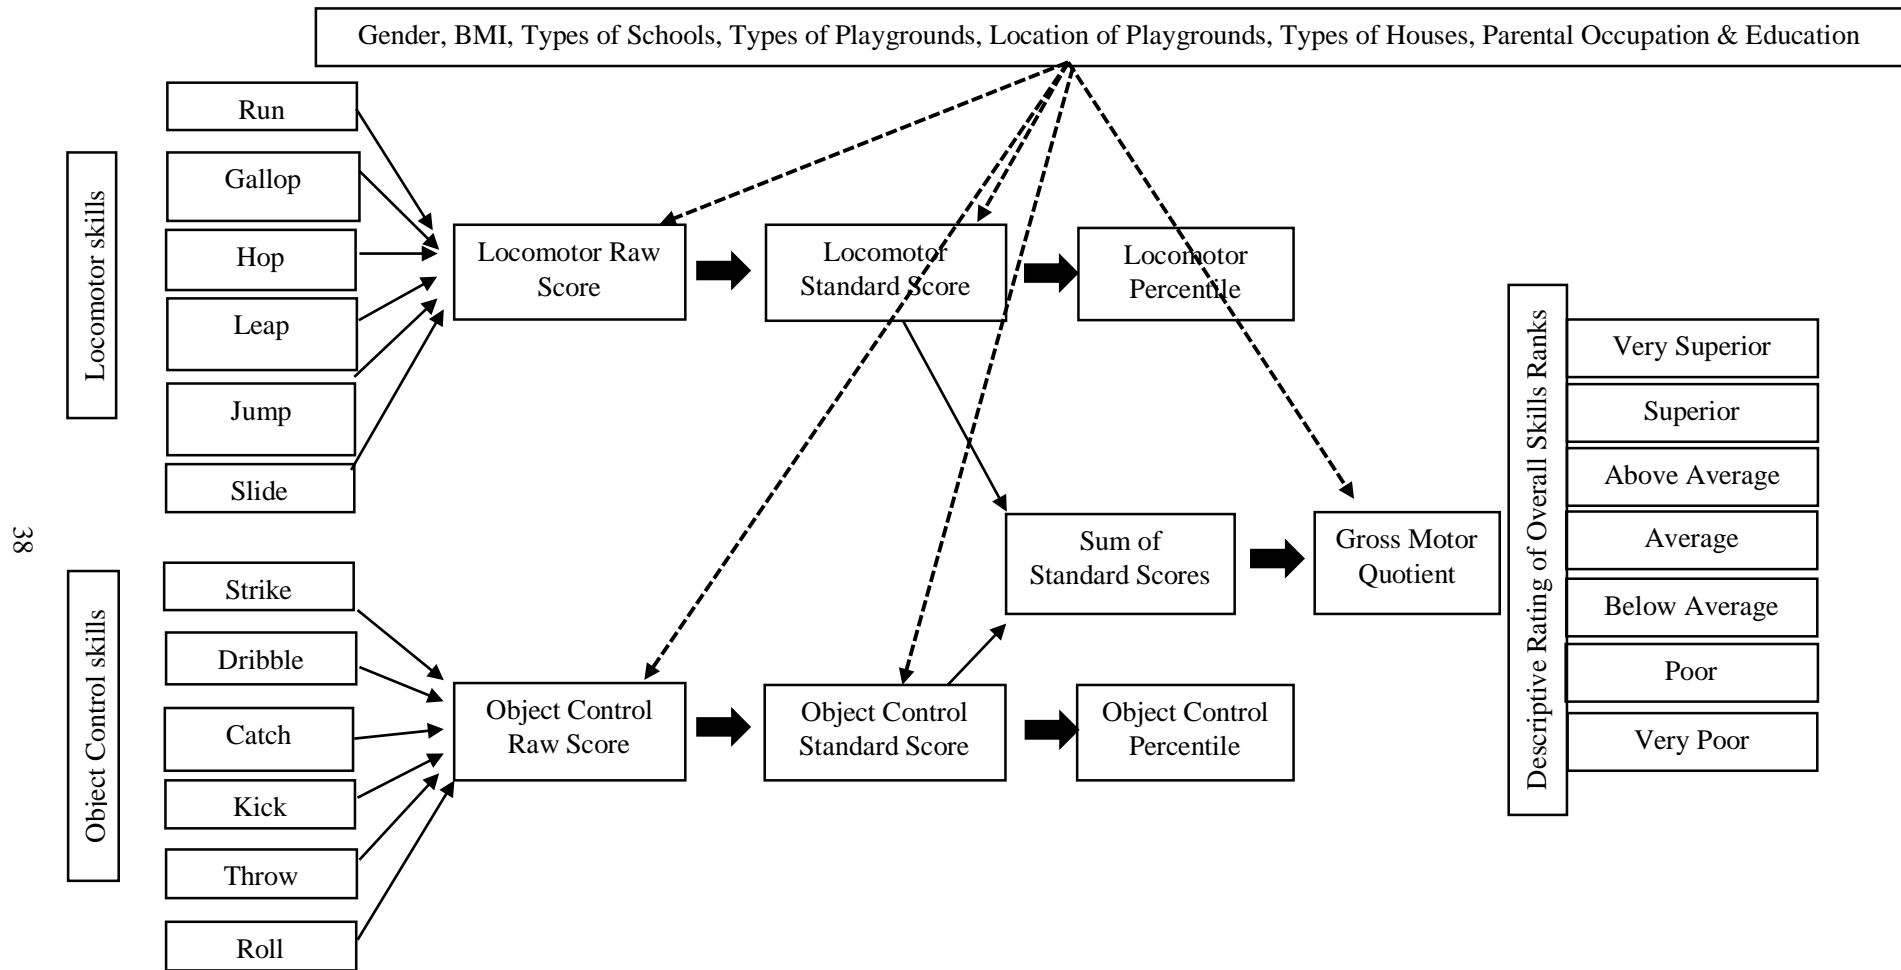 Gender, BMI, Types of Schools, Types of Playgrounds, Location of Playgrounds, Types of Houses, Parental Occupation & Education
Locomotor skills
Run
Gallop
Hop
Leap
Jump
Slide
Locomotor Raw
Score
Locomotor
Standard Score
Locomotor
Percentile
38
Object Control skills
Strike
Dribble
Catch
Kick
Throw
Roll
Object Control
Raw Score
Object Control
Standard Score
Object Control
Percentile
Sum of
Standard Scores
Gross Motor
Quotient
Descriptive Rating of Overall Skills Ranks
Very Superior
Superior
Above Average
Average
Below Average
Poor
Very Poor